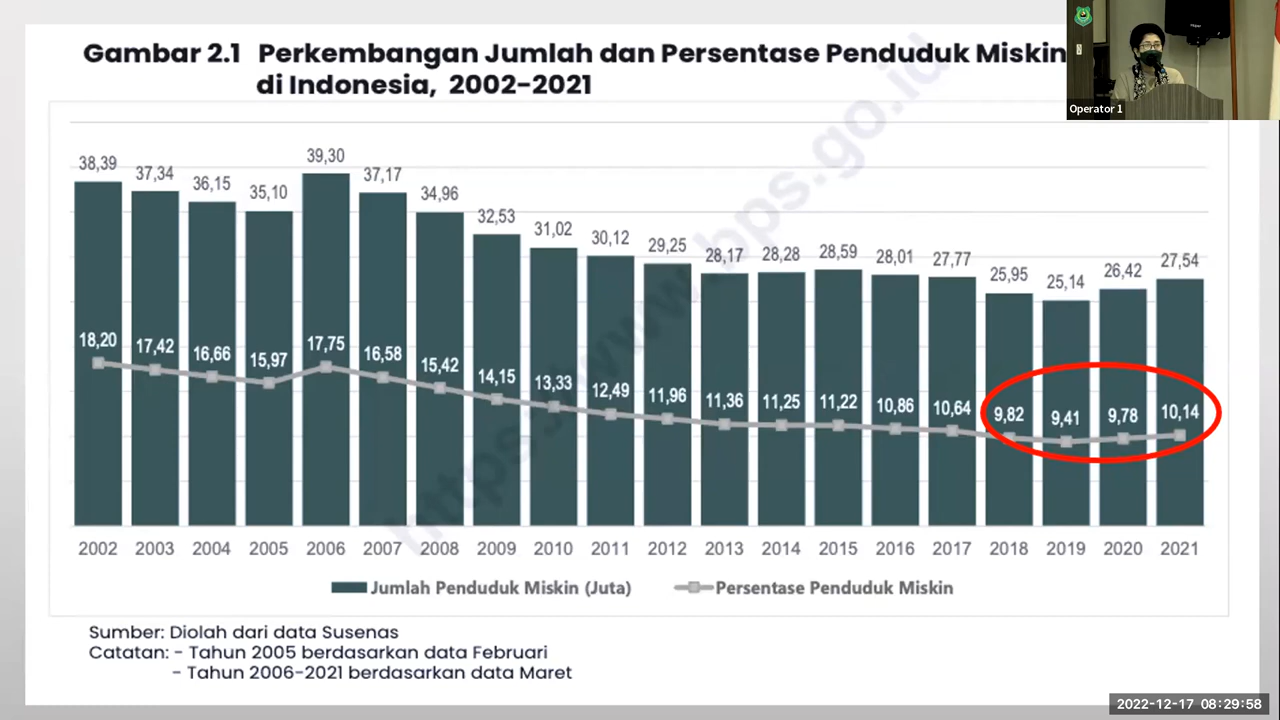 Gambar 2.1 Perkembangan Jumlah dan Persentase Penduduk Miskin
di Indonesia, 2002-2021
Operator 1
38,39 37,34 36,15 35,10 39,30 37,17 34,96 32,53 31,02 30,12 29,25 28,17 28,28 28,59 28,01 27,77 25,95 25,14 26,42 27,54
18,20 17,42 16,66 15,97 17,75 16,58 15,42 14,15 13,33 12,49 11,96 11,36 11,25 11,22 10,86 10,64 9,82 9,41 9,78 10,14
https://www.bps.go.id
2002 2003 2004 2005 2006 2007 2008 2009 2010 2011 2012 2013 2014 2015 2016 2017 2018 2019 2020 2021
Jumlah Penduduk Miskin (Juta) Persentase Penduduk Miskin
Sumber: Diolah dari data Susenas
Catatan: - Tahun 2005 berdasarkan data Februari
- Tahun 2006-2021 berdasarkan data Maret
2022-12-17 08:29:58